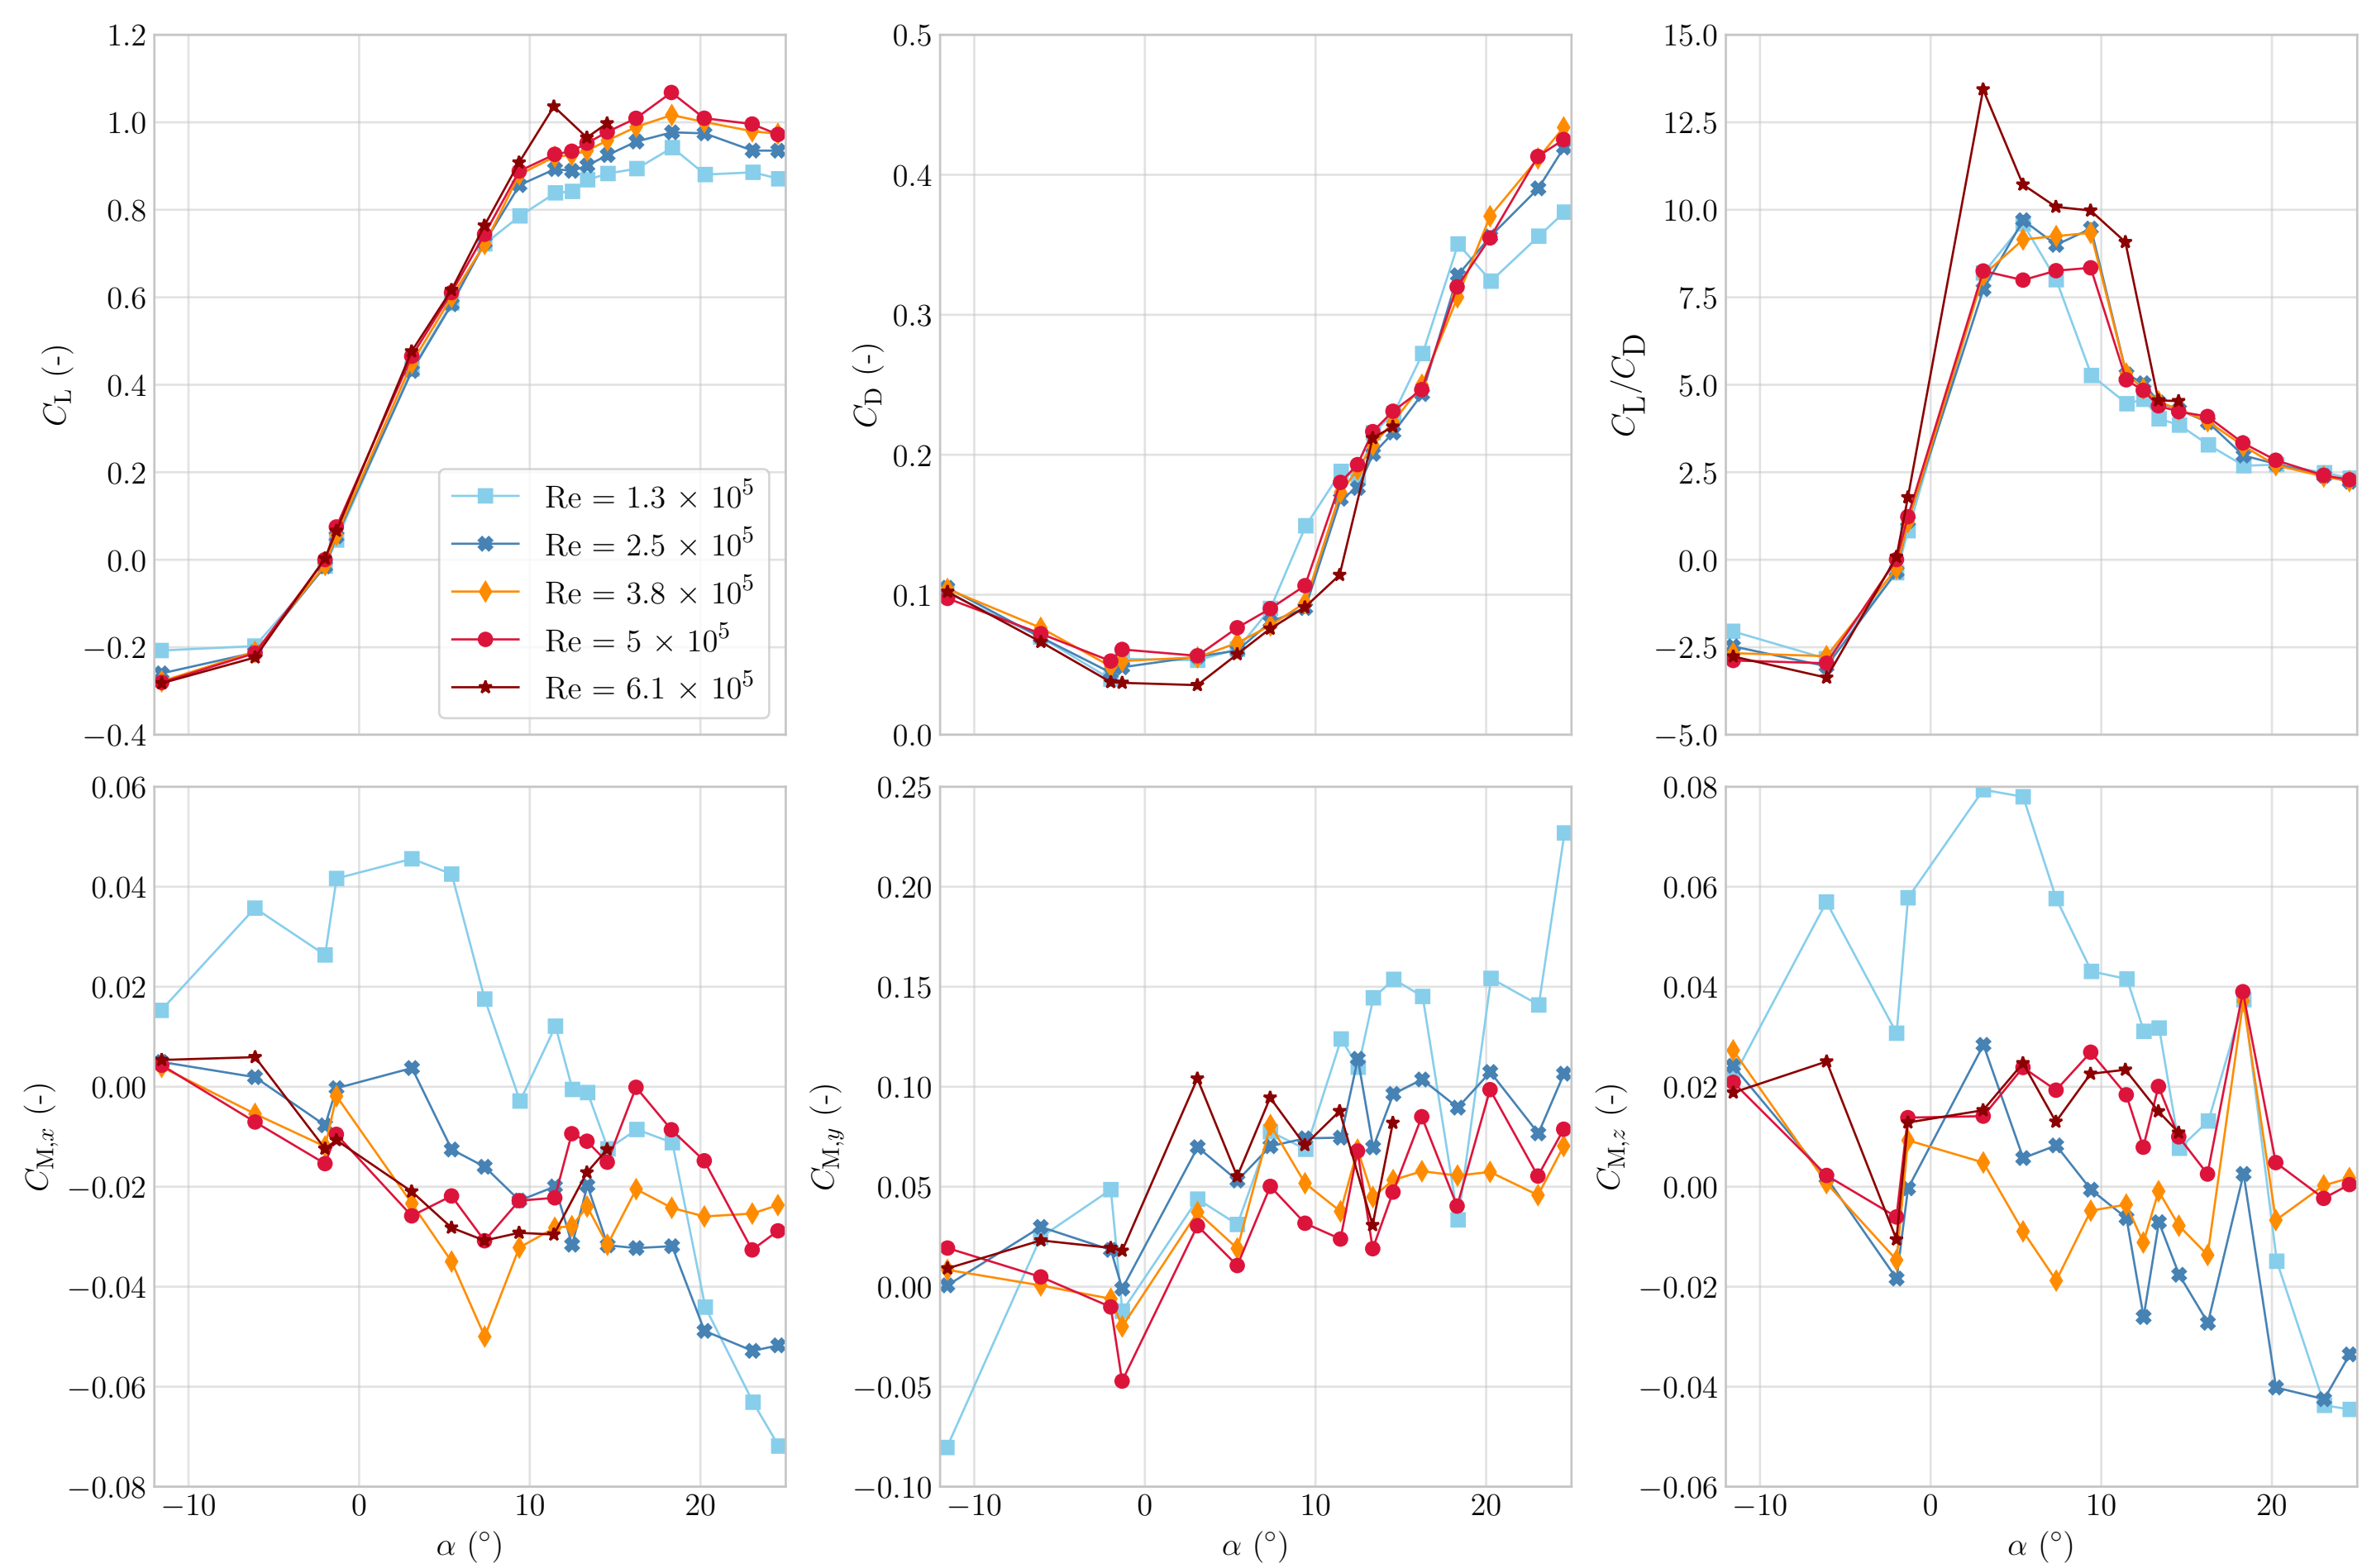 1.2
1.0
0.8
0.6
0.4
0.2
0.0
−0.2
−0.4
C_L (-)
Re = 1.3 × 10^5
Re = 2.5 × 10^5
Re = 3.8 × 10^5
Re = 5 × 10^5
Re = 6.1 × 10^5
0.5
0.4
0.3
0.2
0.1
0.0
C_D (-)
15.0
12.5
10.0
7.5
5.0
2.5
0.0
−2.5
−5.0
C_L/C_D
0.06
0.04
0.02
0.00
−0.02
−0.04
−0.06
−0.08
C_M,x (-)
−10 0 10 20
α (°)
0.25
0.20
0.15
0.10
0.05
0.00
−0.05
−0.10
C_M,y (-)
−10 0 10 20
α (°)
0.08
0.06
0.04
0.02
0.00
−0.02
−0.04
−0.06
C_M,z (-)
−10 0 10 20
α (°)